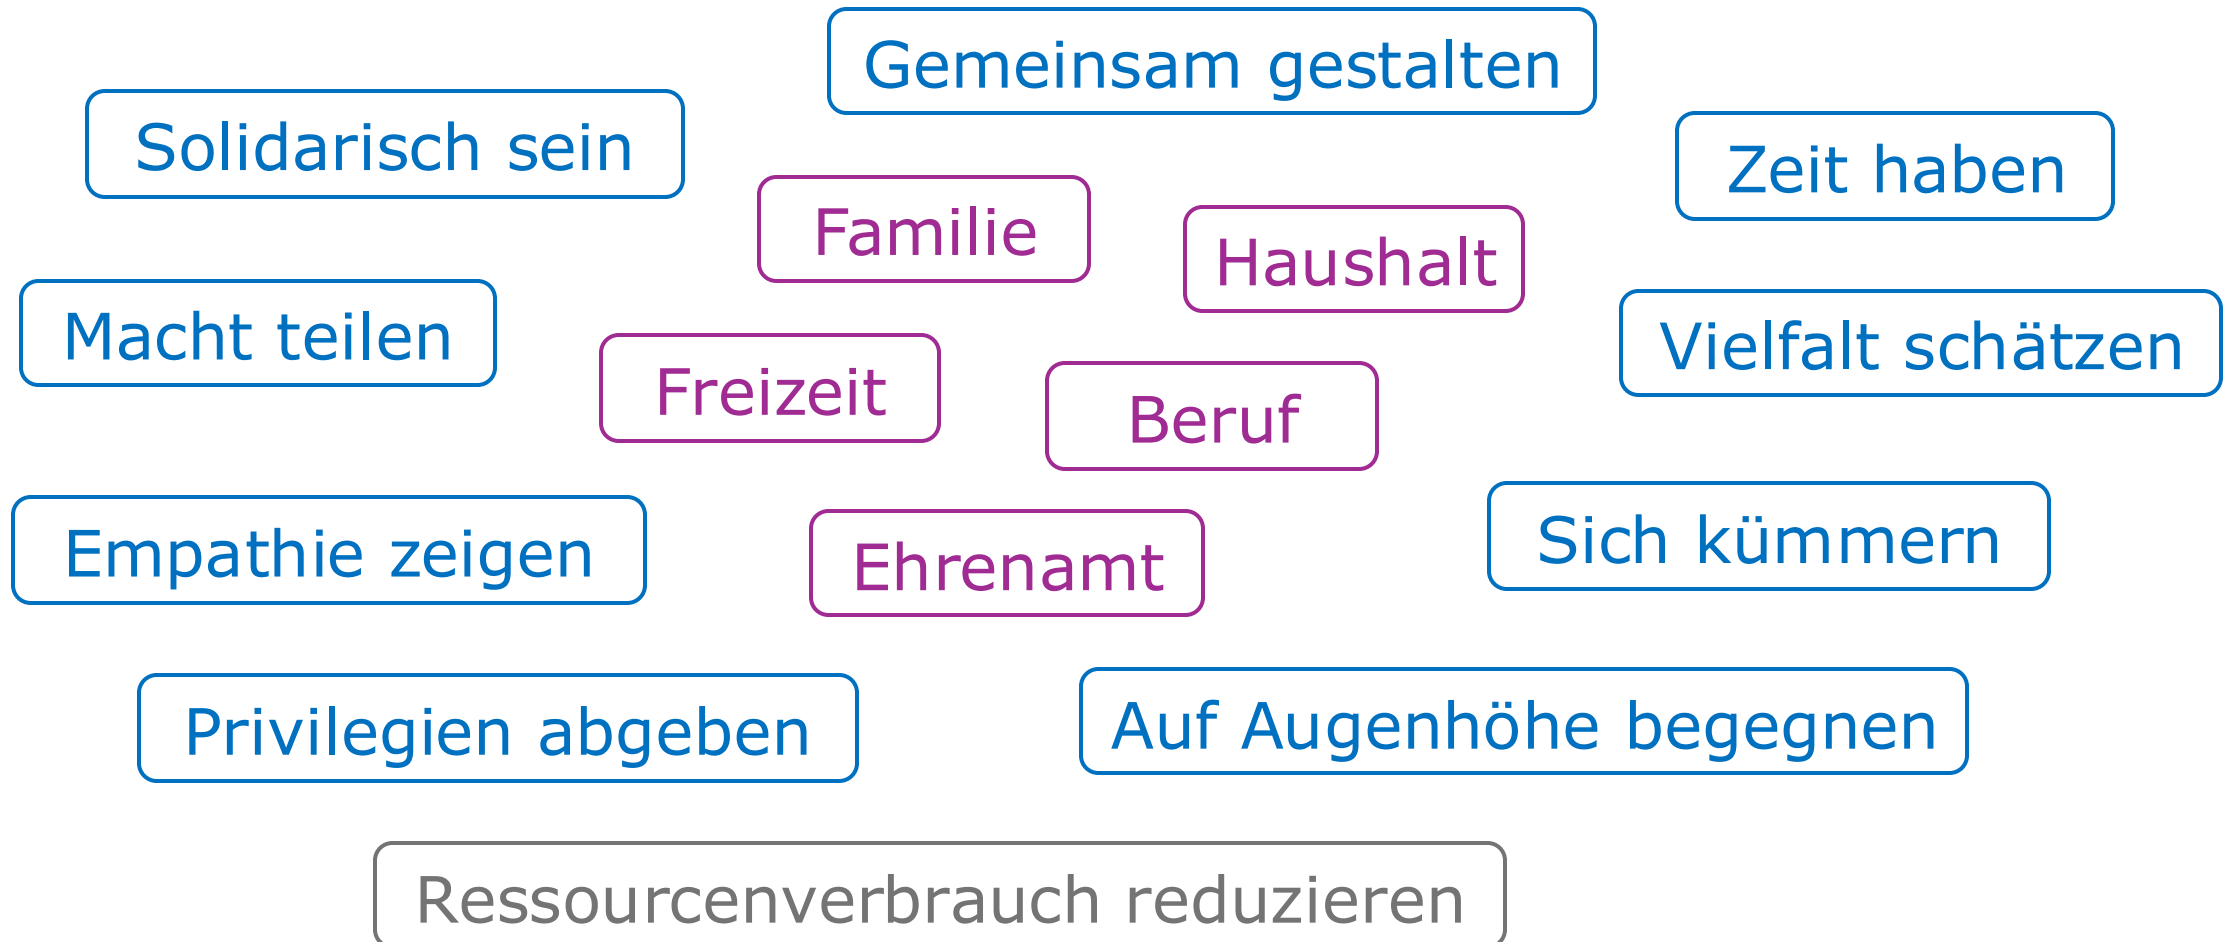 Gemeinsam gestalten
Solidarisch sein
Zeit haben
Familie
Haushalt
Macht teilen
Vielfalt schätzen
Freizeit
Beruf
Empathie zeigen
Ehrenamt
Sich kümmern
Privilegien abgeben
Auf Augenhöhe begegnen
Ressourcenverbrauch reduzieren